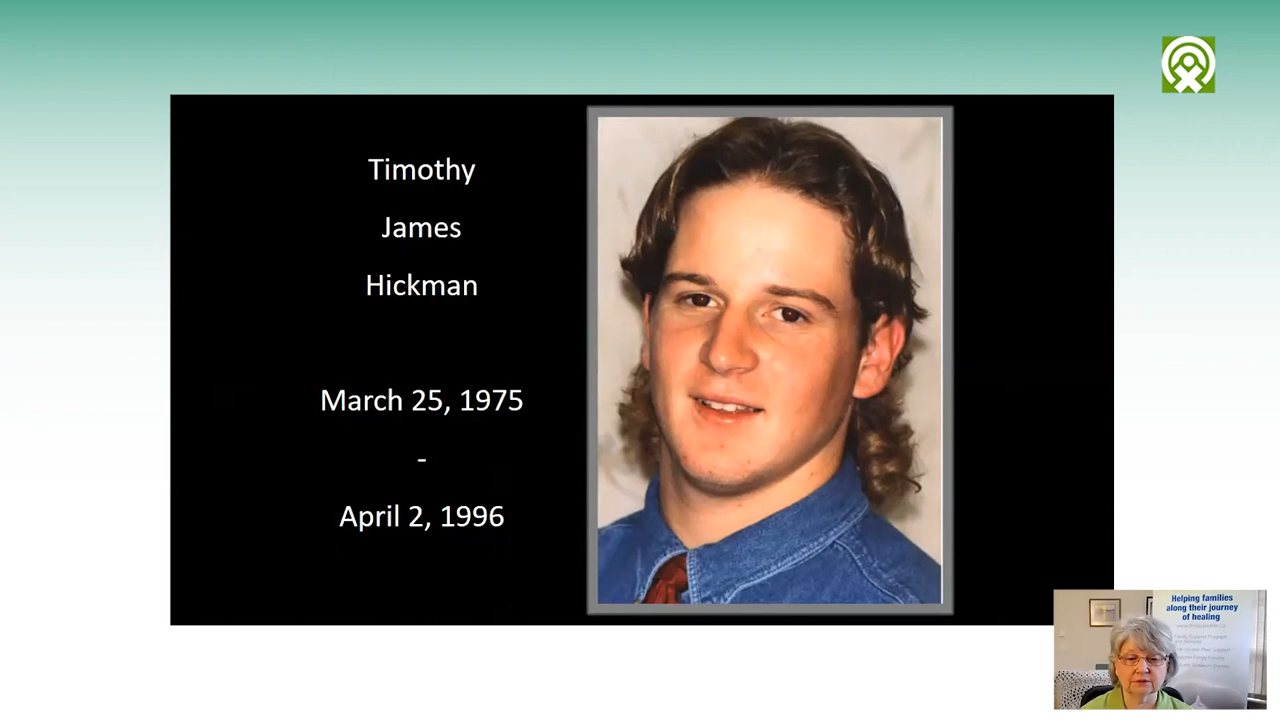 Timothy
James
Hickman
March 25, 1975
-
April 2, 1996
Helping families
along their journey
of healing